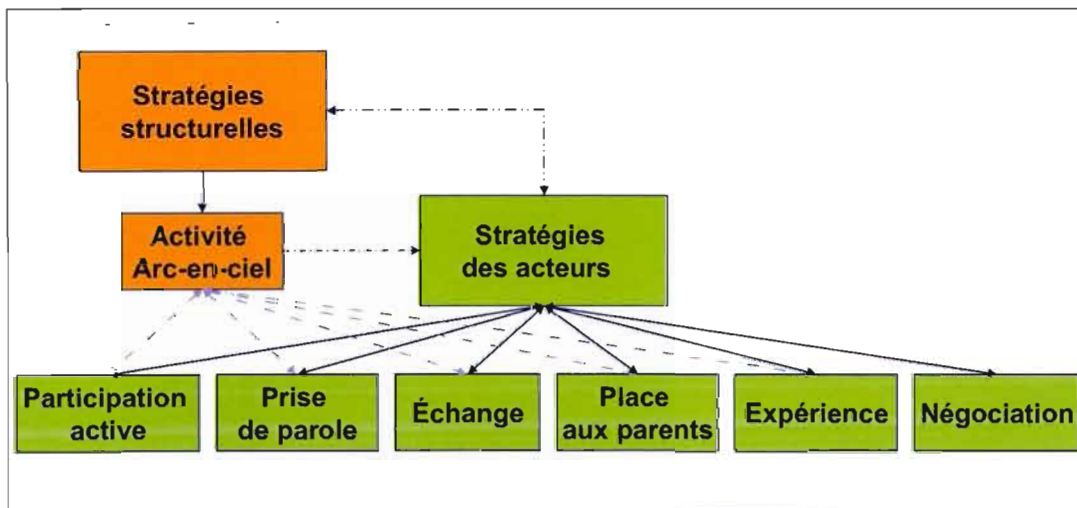 Stratégies
structurelles
Activité
Arc-en-ciel
Stratégies
des acteurs
Participation
active
Prise
de parole
Échange
Place
aux parents
Expérience
Négociation